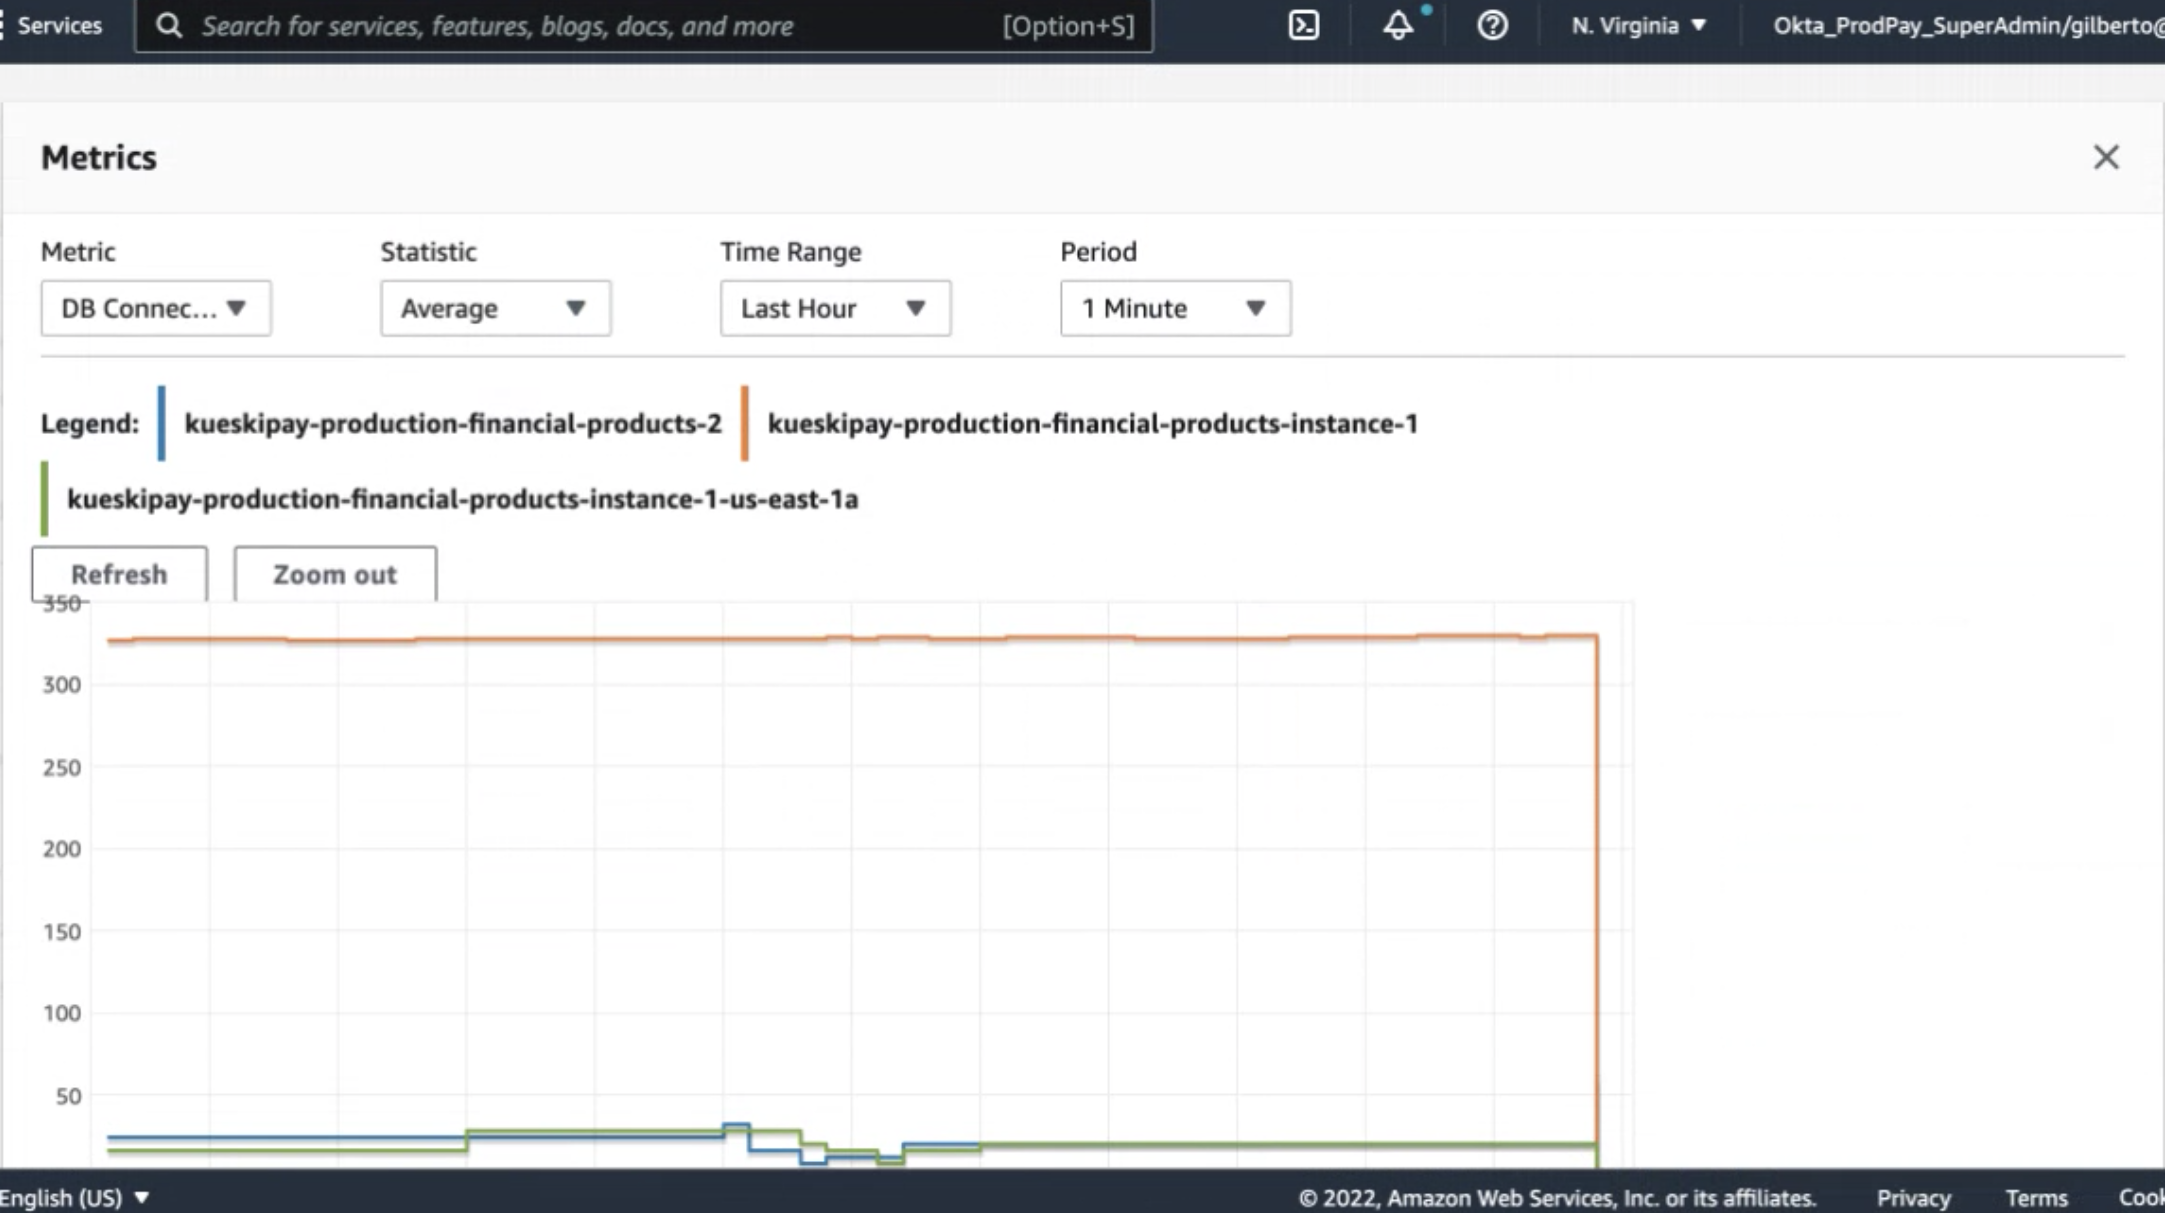 Services
Search for services, features, blogs, docs, and more [Option+S]
N. Virginia ▼
Okta_ProdPay_SuperAdmin/gilberto@
Metrics
Metric Statistic Time Range Period
DB Connec... Average Last Hour 1 Minute
Legend: kueskipay-production-financial-products-2 kueskipay-production-financial-products-instance-1
kueskipay-production-financial-products-instance-1-us-east-1a
Refresh Zoom out
350
300
250
200
150
100
50
English (US) ▼ © 2022, Amazon Web Services, Inc. or its affiliates. Privacy Terms Cook